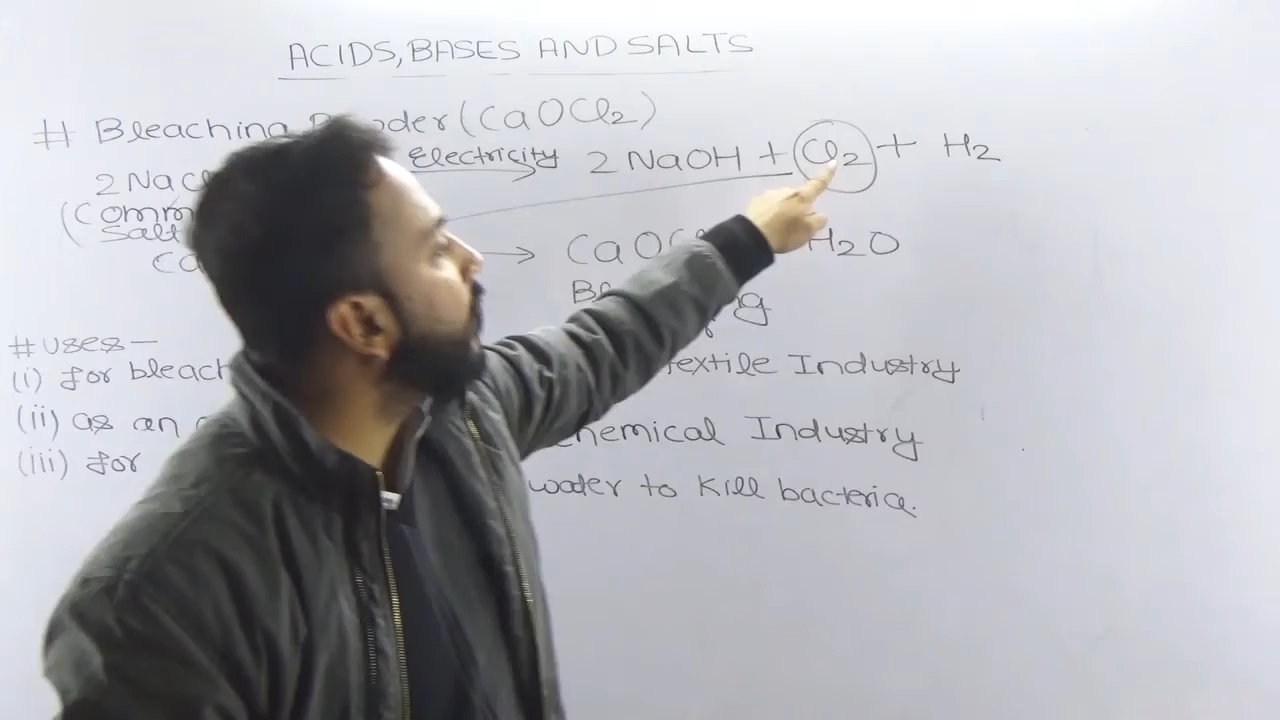 ACIDS, BASES AND SALTS
# Bleaching Powder (CaOCl2)
Electricity
2 NaCl 2 NaOH + Cl2 + H2
(Common
Salt
Ca → CaOCl H2O
# Uses-
(i) for bleach textile Industry
(ii) as an Chemical Industry
(iii) for water to kill bacteria.